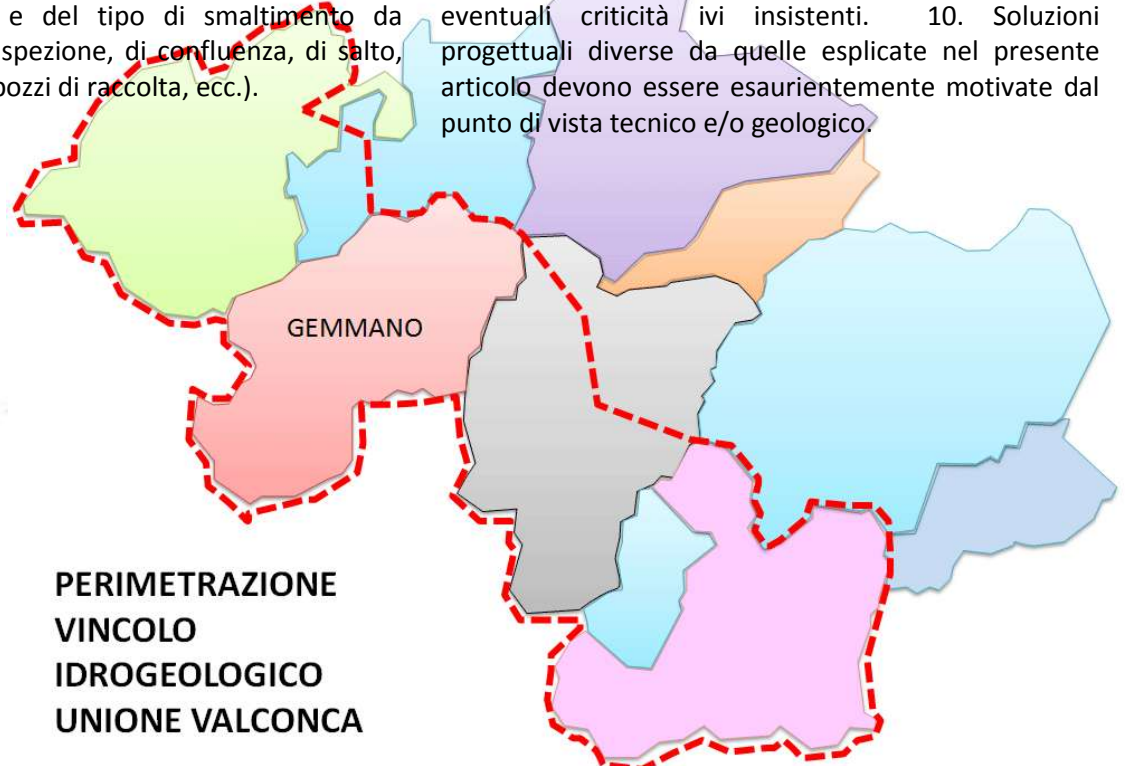 e del tipo di smaltimento da
spezione, di confluenza, di salto,
pozzi di raccolta, ecc.).
eventuali criticità ivi insistenti. 10. Soluzioni
progettuali diverse da quelle esplicate nel presente
articolo devono essere esaurientemente motivate dal
punto di vista tecnico e/o geologico.
GEMMANO
PERIMETRAZIONE
VINCOLO
IDROGEOLOGICO
UNIONE VALCONCA